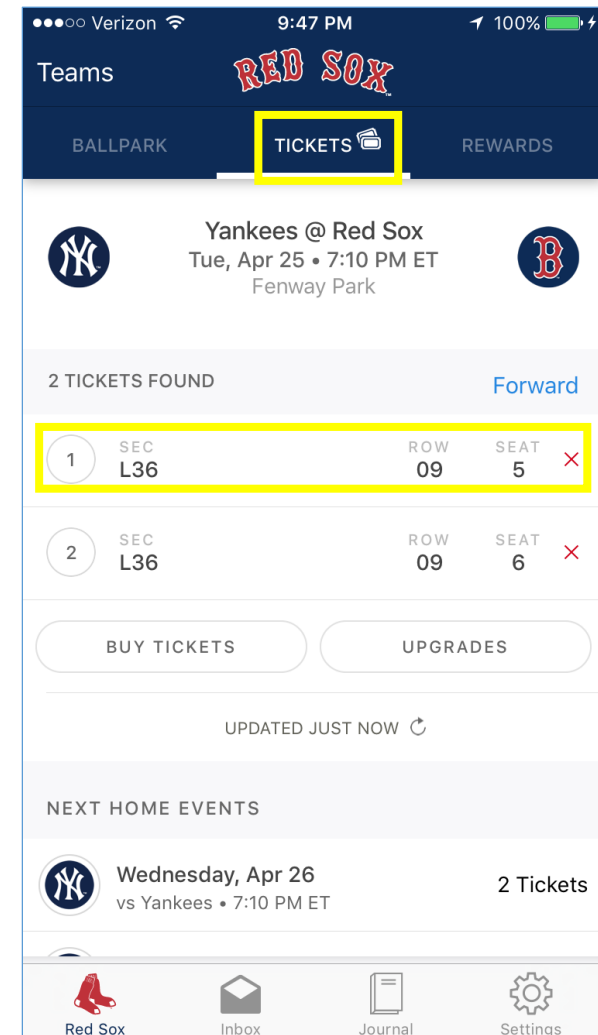 Verizon 9:47 PM 100%
Teams RED SOX
BALLPARK TICKETS REWARDS
Yankees @ Red Sox
NY Tue, Apr 25 • 7:10 PM ET B
Fenway Park
2 TICKETS FOUND Forward
SEC ROW SEAT
1 L36 09 5
SEC ROW SEAT
2 L36 09 6
BUY TICKETS UPGRADES
UPDATED JUST NOW
NEXT HOME EVENTS
NY Wednesday, Apr 26 2 Tickets
vs Yankees • 7:10 PM ET
Red Sox Inbox Journal Settings